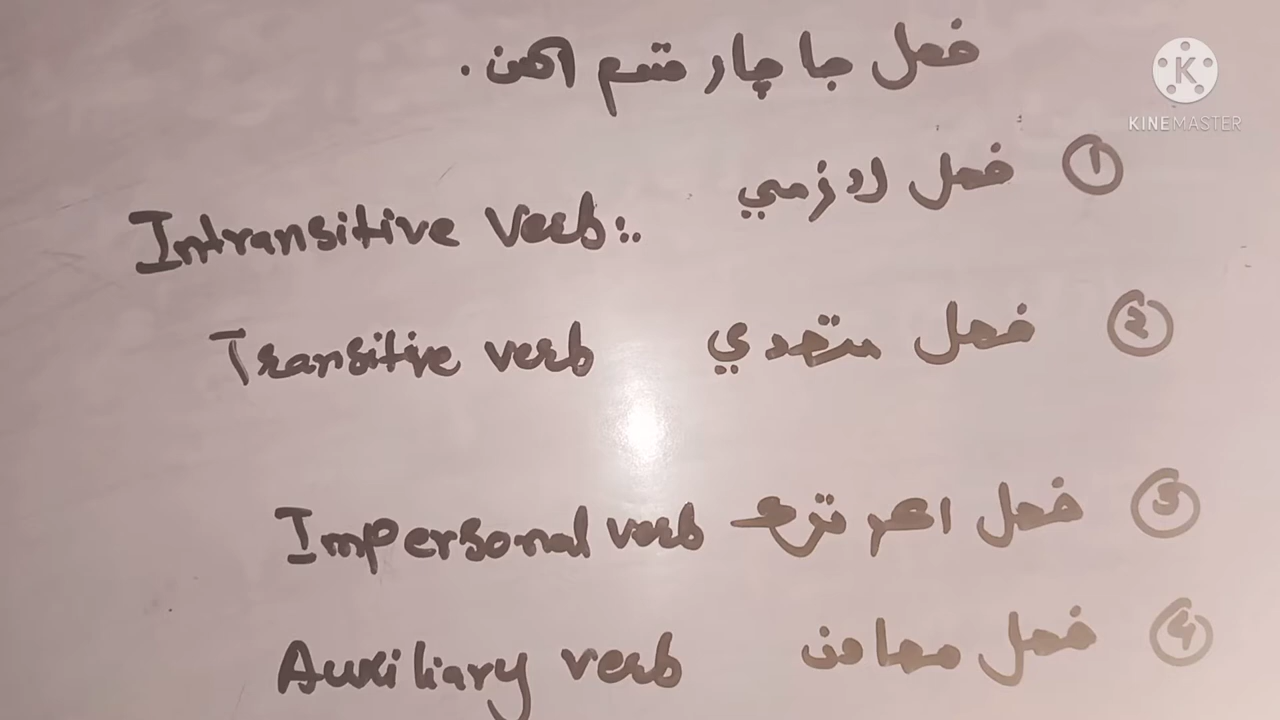 فعل جا چار قسم آهن.
① فعل لازمي Intransitive Verb:.
② فعل متعدي Transitive verb
③ فعل Impersonal verb
④ فعل معاون Auxiliary verb
K
KINEMASTER